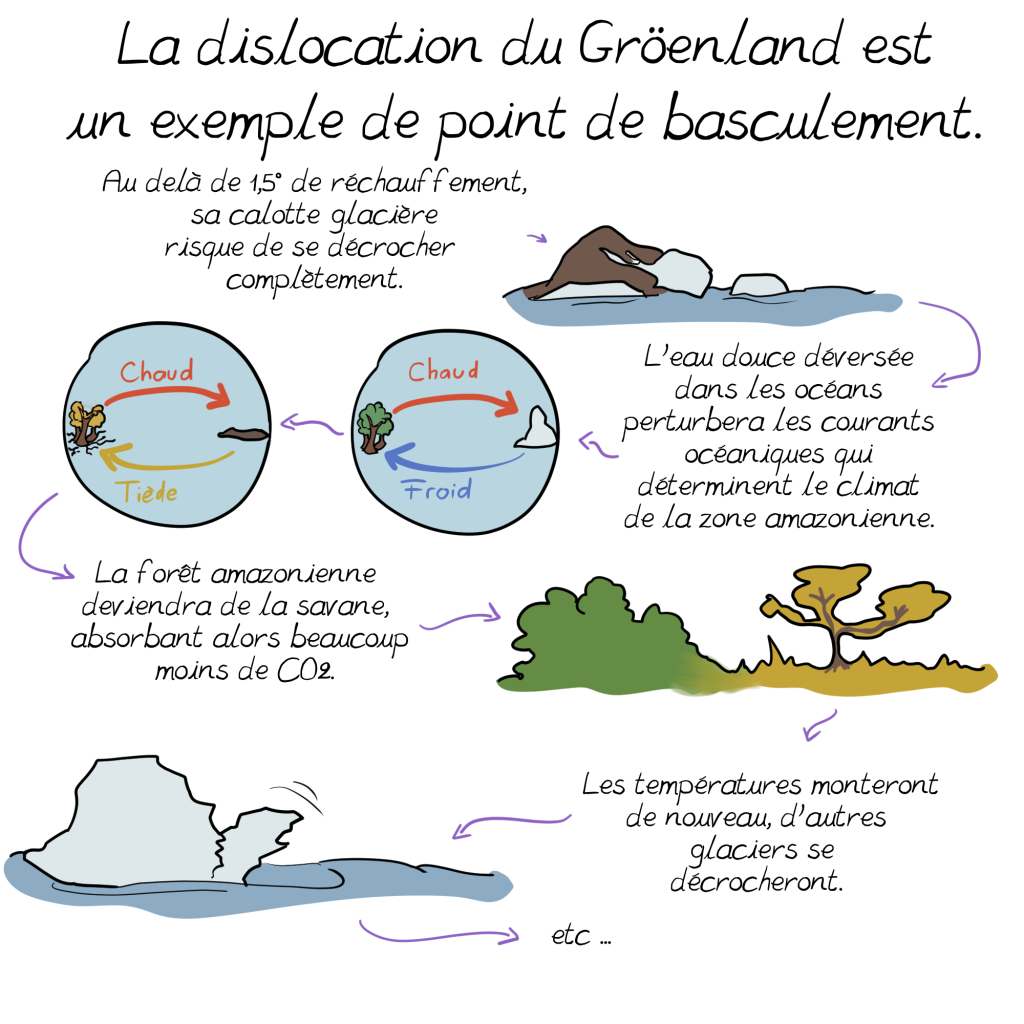 La dislocation du Gröenland est
un exemple de point de basculement.
Au delà de 1,5° de réchauffement,
sa calotte glacière
risque de se décrocher
complètement.
L'eau douce déversée
dans les océans
perturbera les courants
océaniques qui
déterminent le climat
de la zone amazonienne.
Chaud
Froid
Chaud
Tiède
La forêt amazonienne
deviendra de la savane,
absorbant alors beaucoup
moins de CO2.
Les températures monteront
de nouveau, d'autres
glaciers se
décrocheront.
etc ...